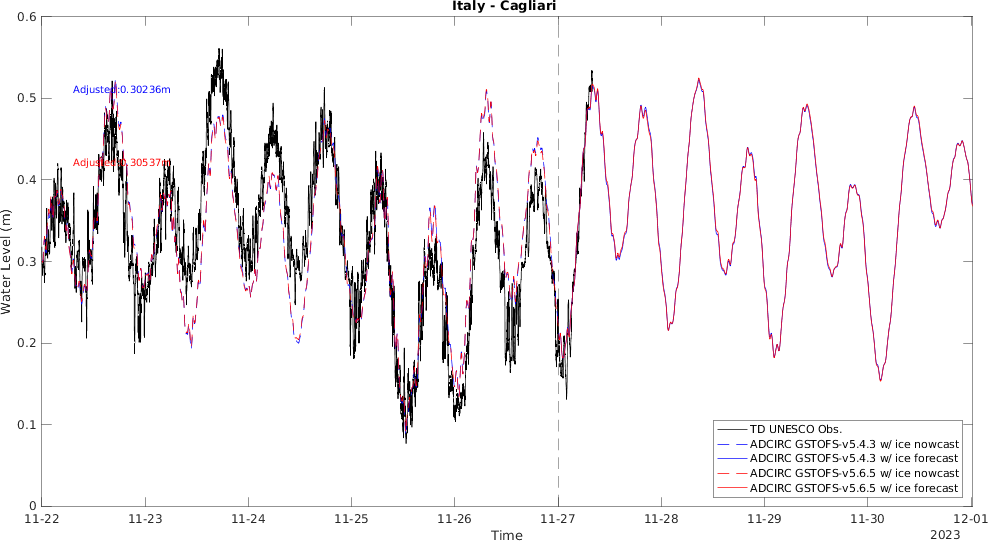 Italy - Cagliari
0.6
0.5
0.4
0.3
0.2
0.1
0
Water Level (m)
Adjusted:0.30236m
Adjusted:0.30537m
TD UNESCO Obs.
ADCIRC GSTOFS-v5.4.3 w/ ice nowcast
ADCIRC GSTOFS-v5.4.3 w/ ice forecast
ADCIRC GSTOFS-v5.6.5 w/ ice nowcast
ADCIRC GSTOFS-v5.6.5 w/ ice forecast
11-22 11-23 11-24 11-25 11-26 11-27 11-28 11-29 11-30 12-01
Time
2023